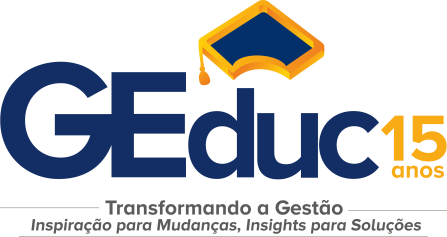 GEduc 15
anos
Transformando a Gestão
Inspiração para Mudanças, Insights para Soluções